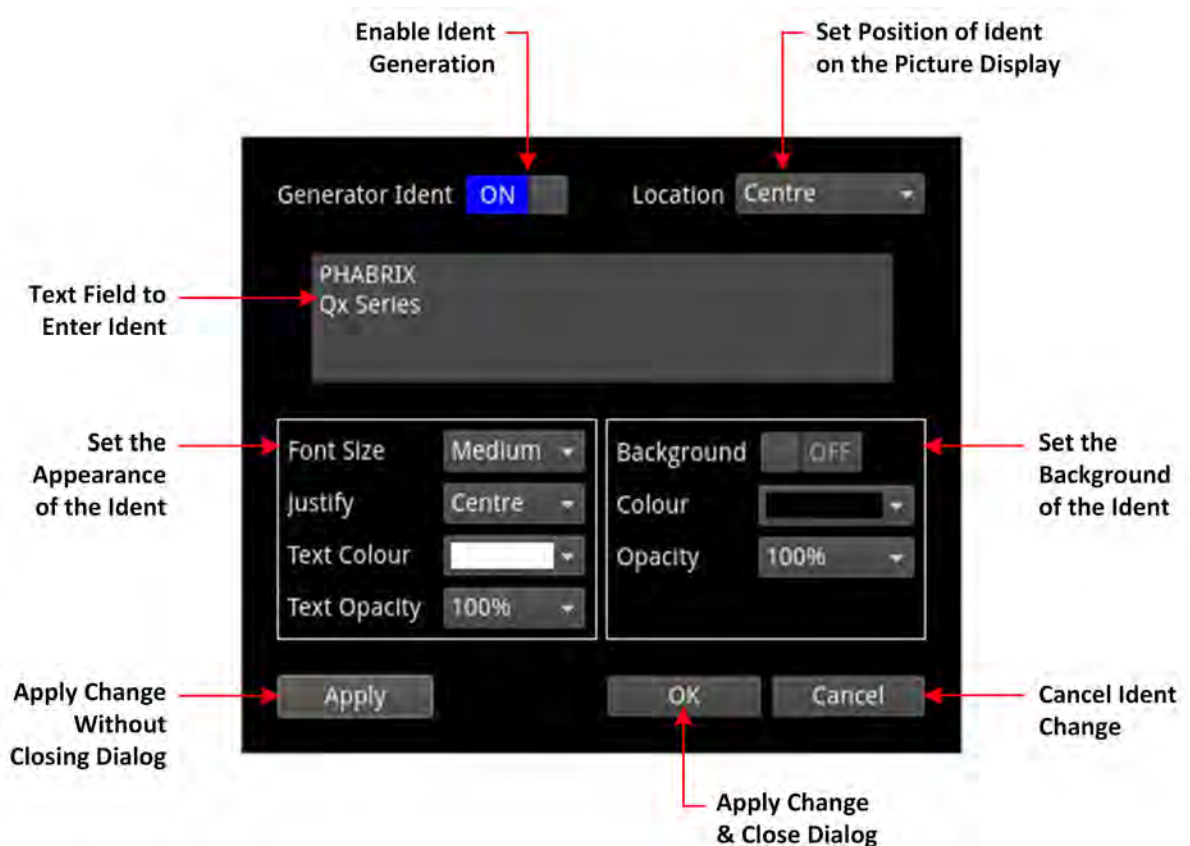 Enable Ident
Generation
Set Position of Ident
on the Picture Display
Generator Ident ON Location Centre
Text Field to
Enter Ident
PHABRIX
Qx Series
Set the
Appearance
of the Ident
Font Size Medium
Justify Centre
Text Colour
Text Opacity 100%
Background OFF
Colour
Opacity 100%
Set the
Background
of the Ident
Apply Change
Without
Closing Dialog
Apply OK Cancel
Cancel Ident
Change
Apply Change
& Close Dialog